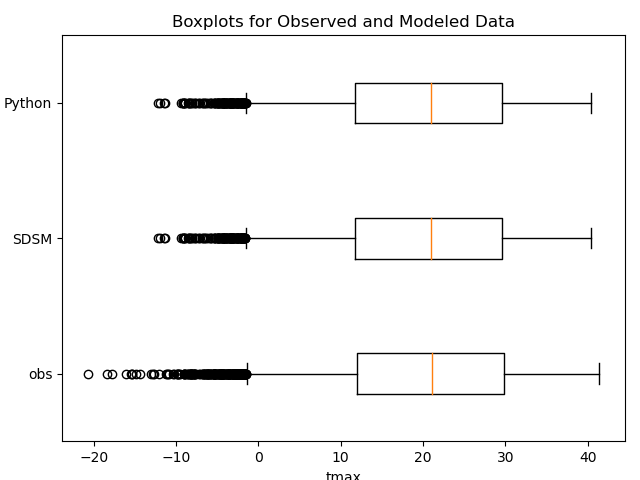 Boxplots for Observed and Modeled Data
Python
SDSM
obs
−20 −10 0 10 20 30 40
tmax